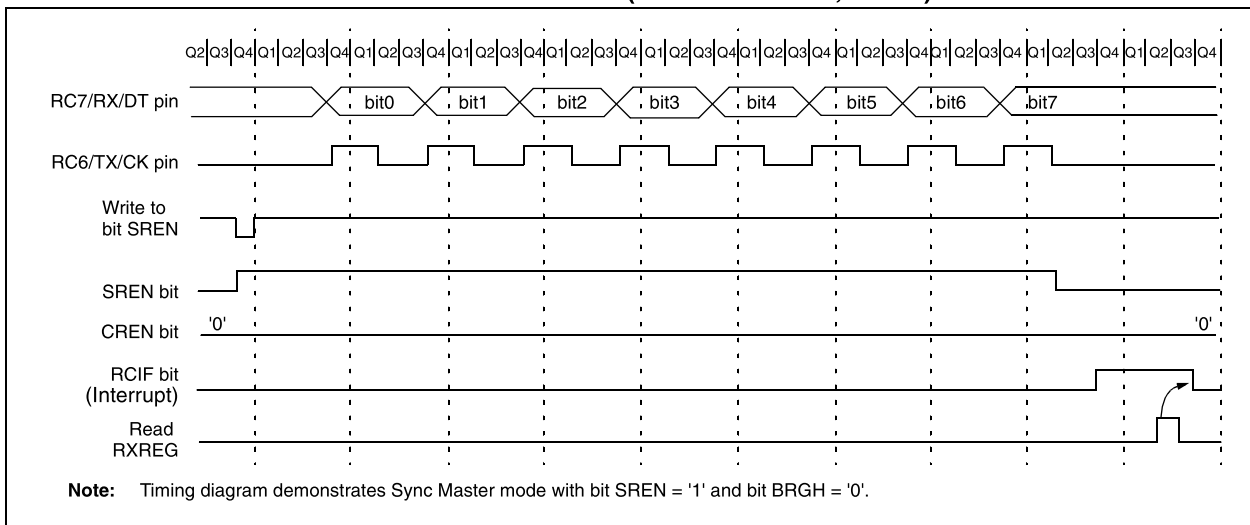 Q2 Q3 Q4 Q1 Q2 Q3 Q4 Q1 Q2 Q3 Q4 Q1 Q2 Q3 Q4 Q1 Q2 Q3 Q4 Q1 Q2 Q3 Q4 Q1 Q2 Q3 Q4 Q1 Q2 Q3 Q4 Q1 Q2 Q3 Q4 Q1 Q2 Q3 Q4 Q1 Q2 Q3 Q4
RC7/RX/DT pin bit0 bit1 bit2 bit3 bit4 bit5 bit6 bit7
RC6/TX/CK pin
Write to
bit SREN
SREN bit
CREN bit '0' '0'
RCIF bit
(Interrupt)
Read
RXREG
Note: Timing diagram demonstrates Sync Master mode with bit SREN = '1' and bit BRGH = '0'.